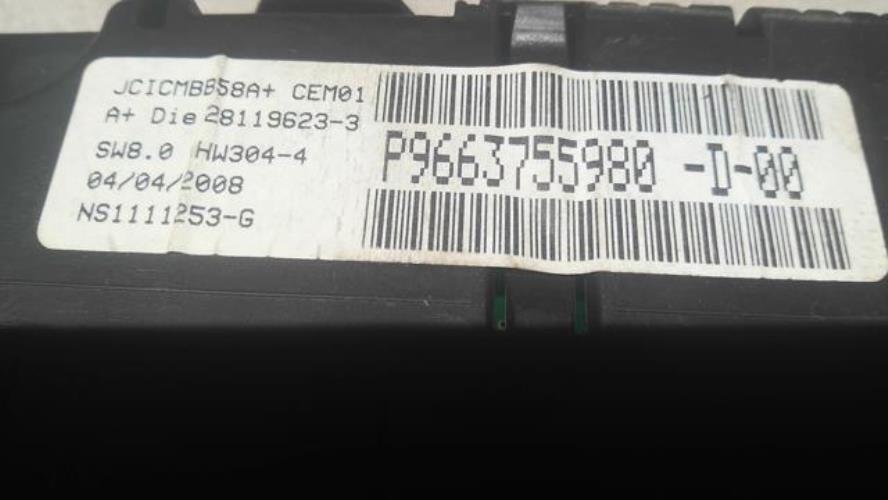 JCICMBB58A+ CEM01
A+ Die 28119623-3
SW8.0 HW304-4
04/04/2008
NS1111253-G
P9663755980 -D-00